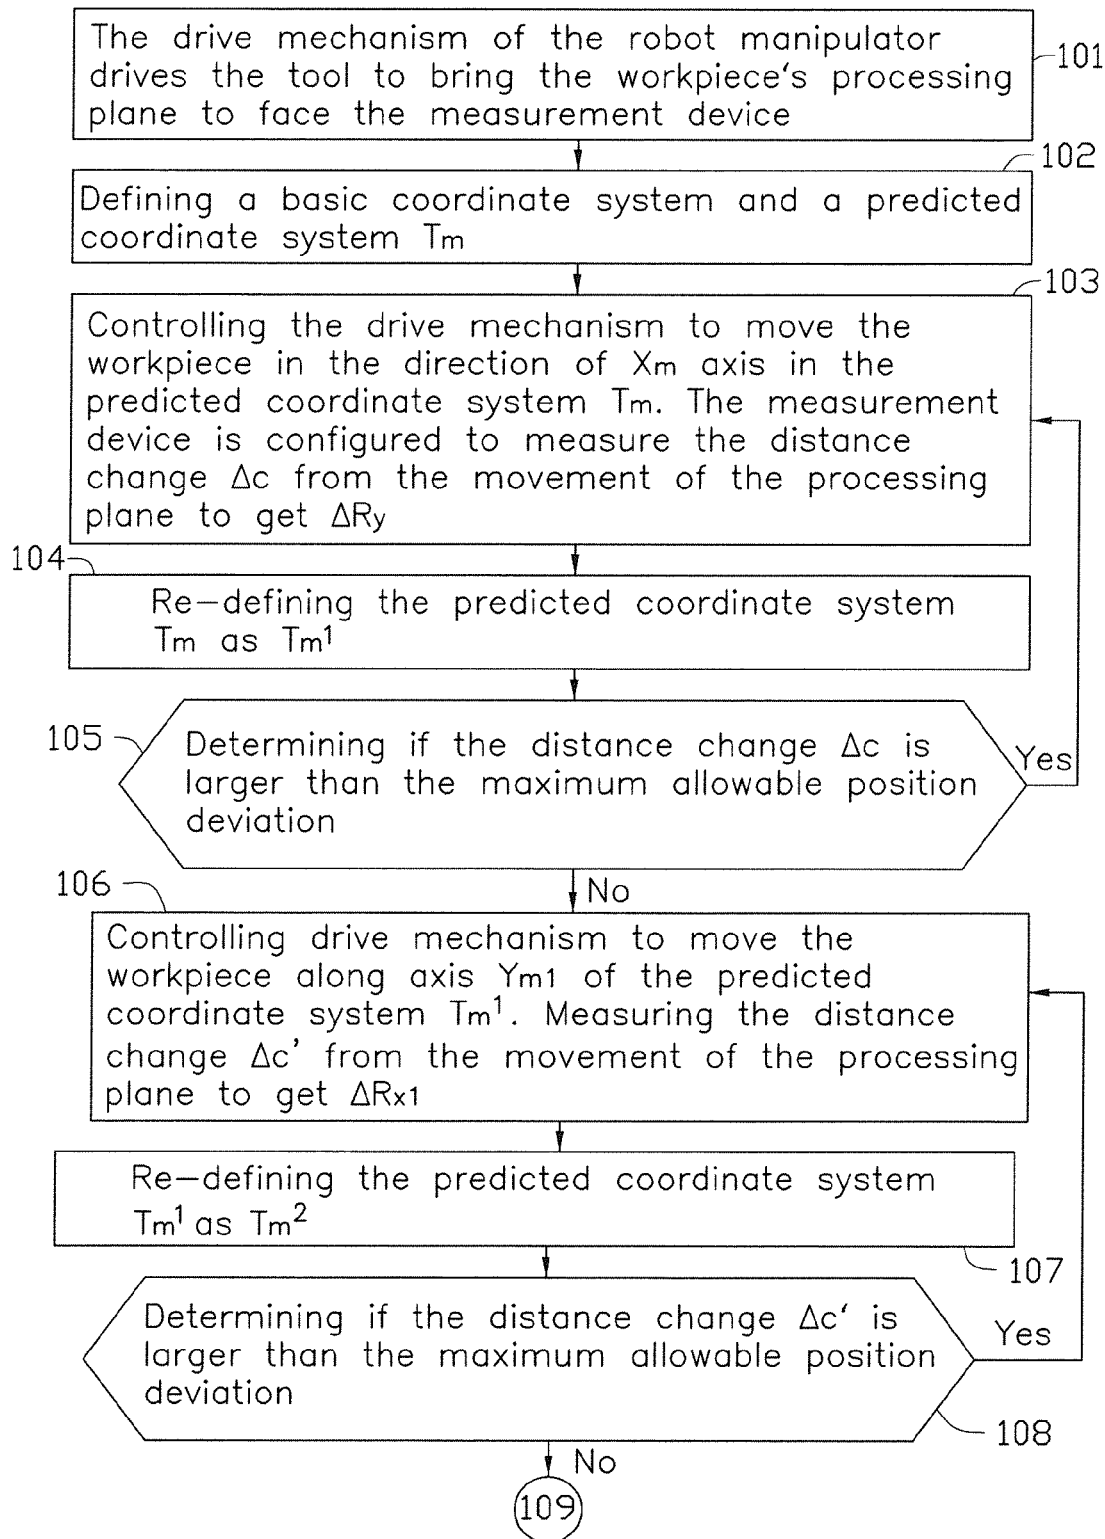 The drive mechanism of the robot manipulator
drives the tool to bring the workpiece's processing
plane to face the measurement device
101
102
Defining a basic coordinate system and a predicted
coordinate system Tm
103
Controlling the drive mechanism to move the
workpiece in the direction of Xm axis in the
predicted coordinate system Tm. The measurement
device is configured to measure the distance
change Δc from the movement of the processing
plane to get ΔRy
104
Re-defining the predicted coordinate system
Tm as Tm¹
105
Determining if the distance change Δc is
larger than the maximum allowable position
deviation
Yes
No
106
Controlling drive mechanism to move the
workpiece along axis Ym1 of the predicted
coordinate system Tm¹. Measuring the distance
change Δc' from the movement of the processing
plane to get ΔRx1
Re-defining the predicted coordinate system
Tm¹ as Tm²
107
Determining if the distance change Δc' is
larger than the maximum allowable position
deviation
Yes
108
No
109